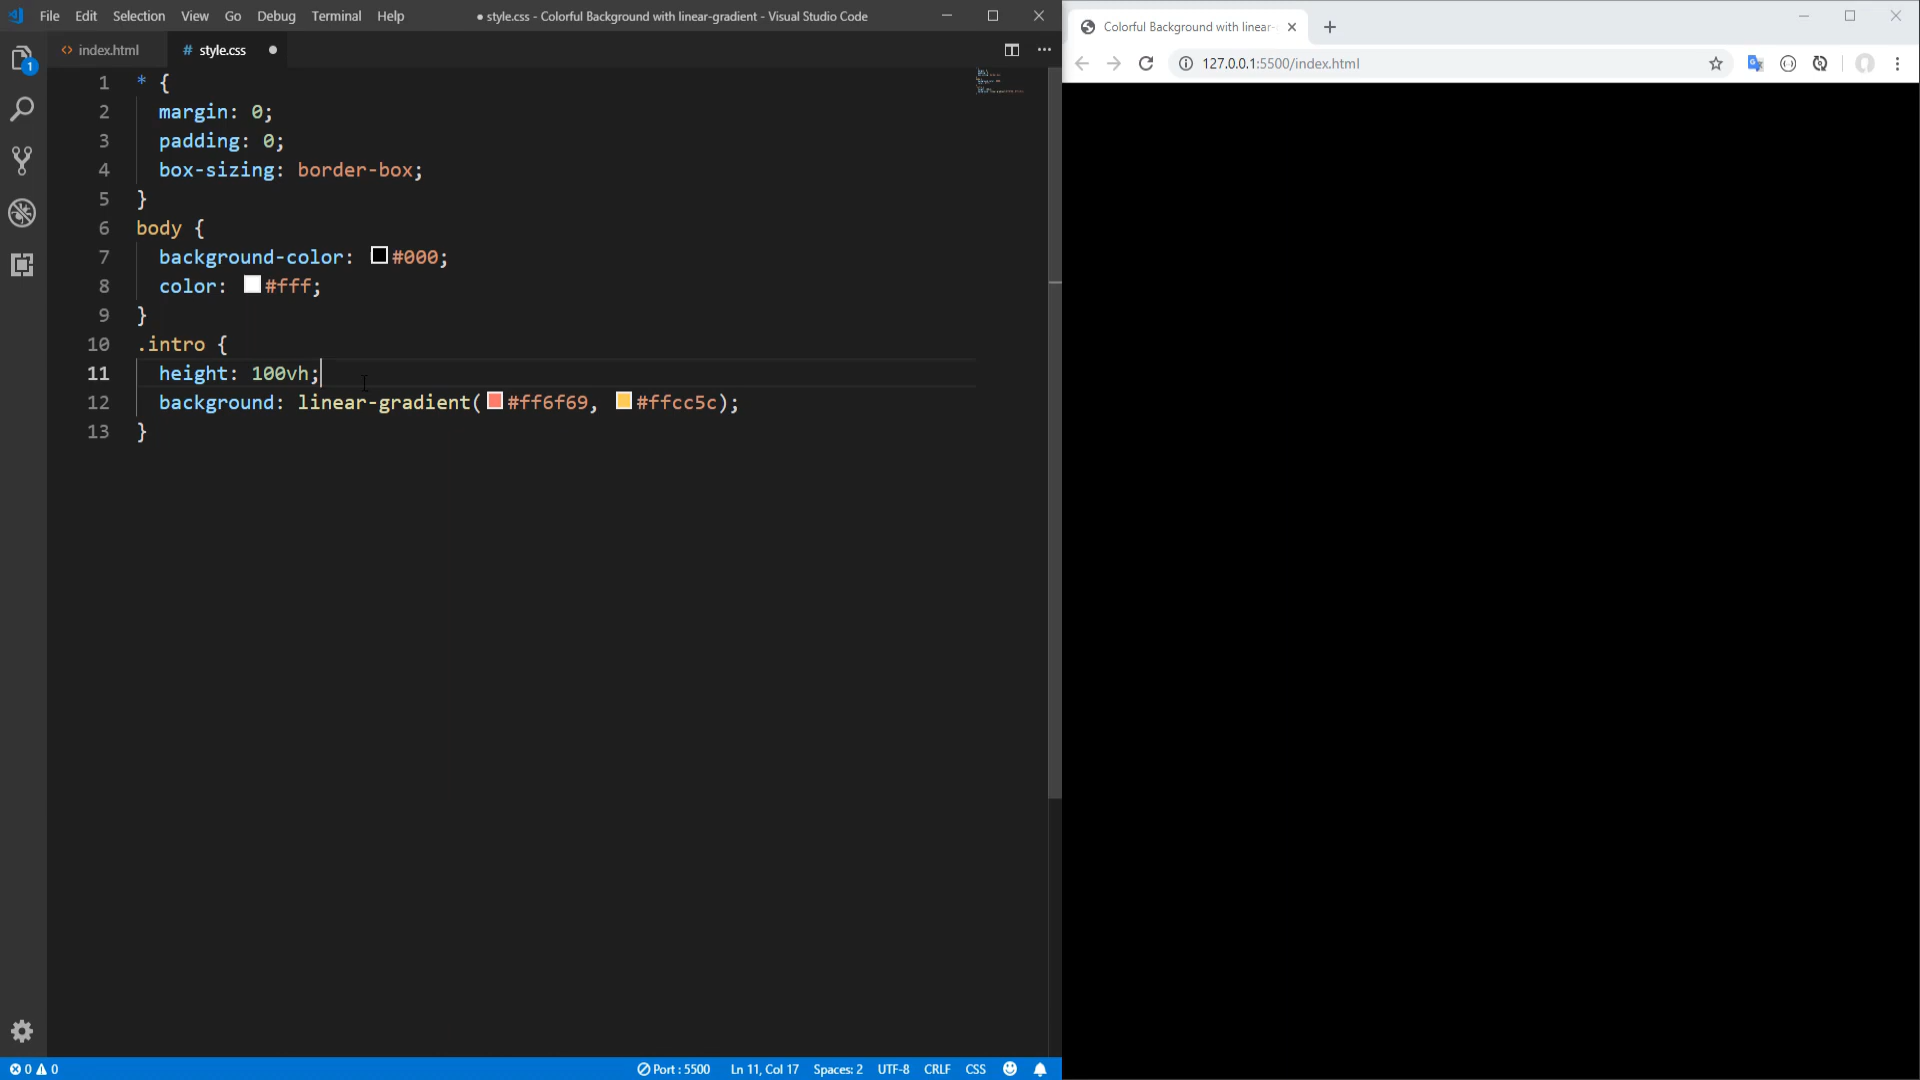 File Edit Selection View Go Debug Terminal Help ● style.css - Colorful Background with linear-gradient - Visual Studio Code
index.html # style.css
1 * {
2 margin: 0;
3 padding: 0;
4 box-sizing: border-box;
5 }
6 body {
7 background-color: #000;
8 color: #fff;
9 }
10 .intro {
11 height: 100vh;
12 background: linear-gradient(#ff6f69, #ffcc5c);
13 }
1
0 0 Port : 5500 Ln 11, Col 17 Spaces: 2 UTF-8 CRLF CSS
Colorful Background with linear-
127.0.0.1:5500/index.html